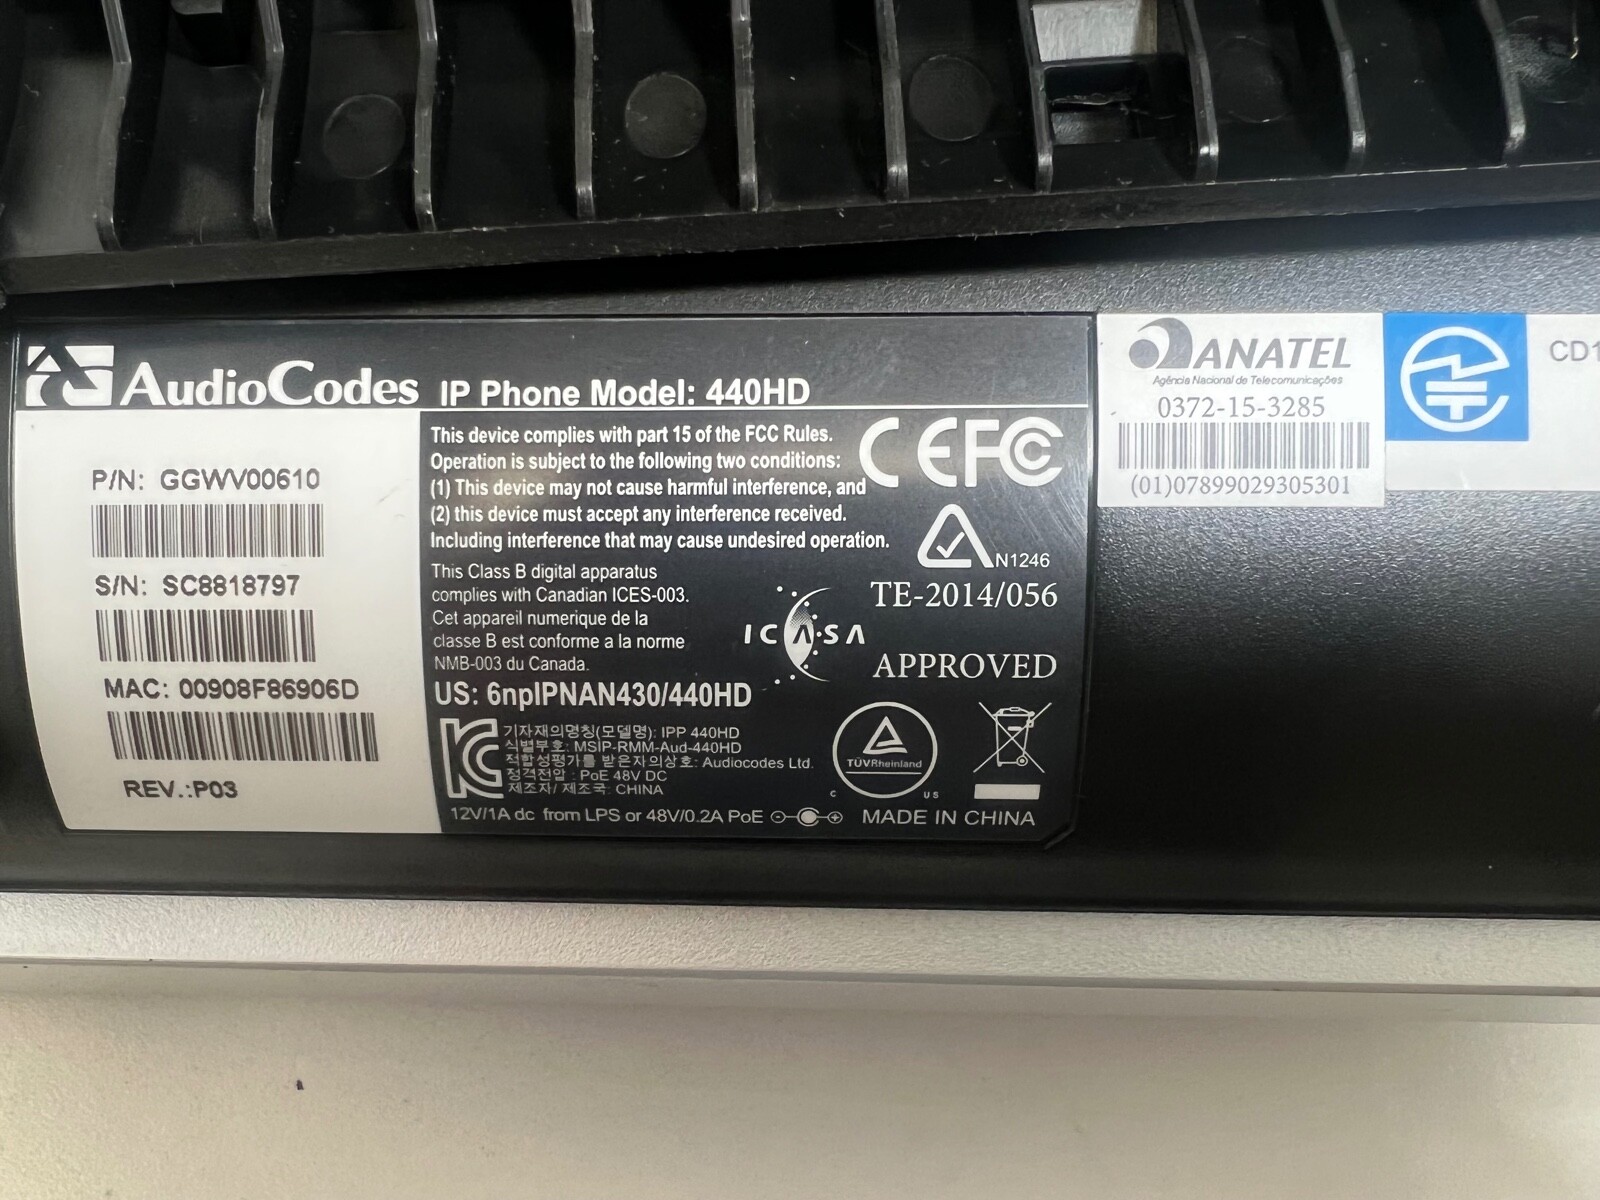 AudioCodes IP Phone Model: 440HD
P/N: GGWV00610
S/N: SC8818797
MAC: 00908F86906D
REV.:P03
This device complies with part 15 of the FCC Rules.
Operation is subject to the following two conditions:
(1) This device may not cause harmful interference, and
(2) this device must accept any interference received.
Including interference that may cause undesired operation.
This Class B digital apparatus
complies with Canadian ICES-003.
Cet appareil numerique de la
classe B est conforme a la norme
NMB-003 du Canada.
US: 6npIPNAN430/440HD
기자재의명칭(모델명): IPP 440HD
식별부호: MSIP-RMM-Aud-440HD
적합성평가를 받은자의상호: Audiocodes Ltd.
정격전압 : PoE 48V DC
제조자/ 제조국: CHINA
12V/1A dc from LPS or 48V/0.2A PoE
CE FC
N1246
ICASA
TE-2014/056
APPROVED
TÜVRheinland
C US
MADE IN CHINA
ANATEL
Agência Nacional de Telecomunicações
0372-15-3285
(01)07899029305301
CD1